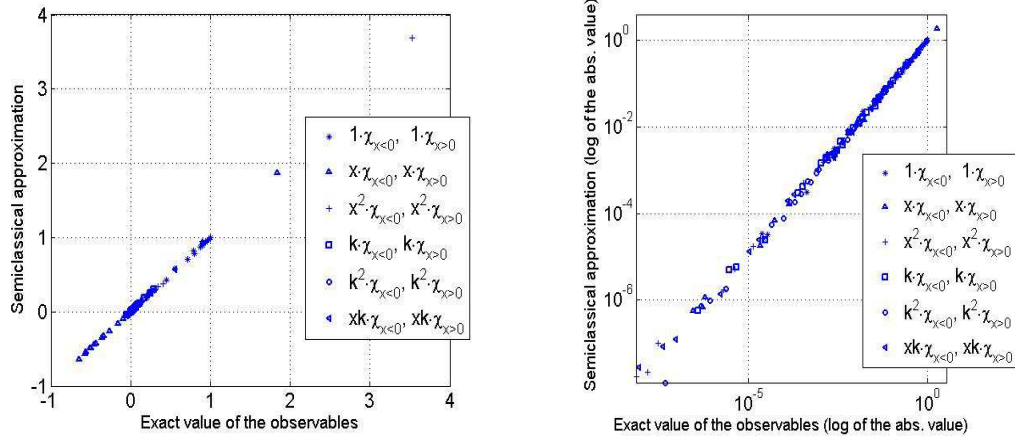 Semiclassical approximation
4
3
2
1
0
-1
-1
0
1
2
3
4
Exact value of the observables
1·χx<0, 1·χx>0
x·χx<0, x·χx>0
x²·χx<0, x²·χx>0
k·χx<0, k·χx>0
k²·χx<0, k²·χx>0
xk·χx<0, xk·χx>0
Semiclassical approximation (log of the abs. value)
10⁰
10⁻²
10⁻⁴
10⁻⁶
10⁻⁵
10⁰
Exact value of the observables (log of the abs. value)
1·χx<0, 1·χx>0
x·χx<0, x·χx>0
x²·χx<0, x²·χx>0
k·χx<0, k·χx>0
k²·χx<0, k²·χx>0
xk·χx<0, xk·χx>0